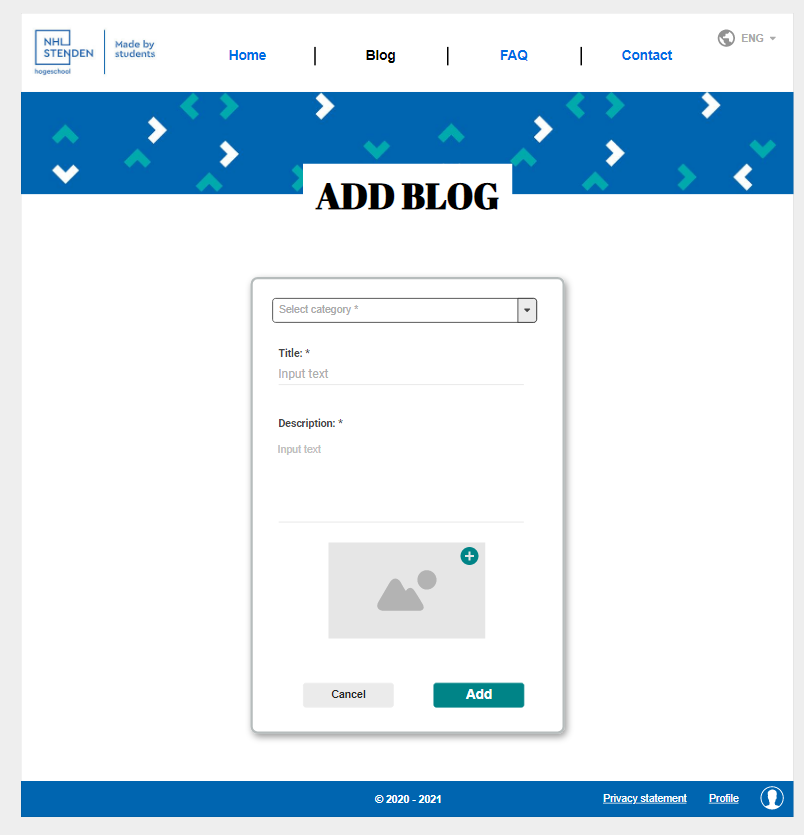 NHL
STENDEN
hogeschool
Made by
students
Home | Blog | FAQ | Contact
ENG
ADD BLOG
Select category *
Title: *
Input text
Description: *
Input text
Cancel
Add
© 2020 - 2021
Privacy statement
Profile